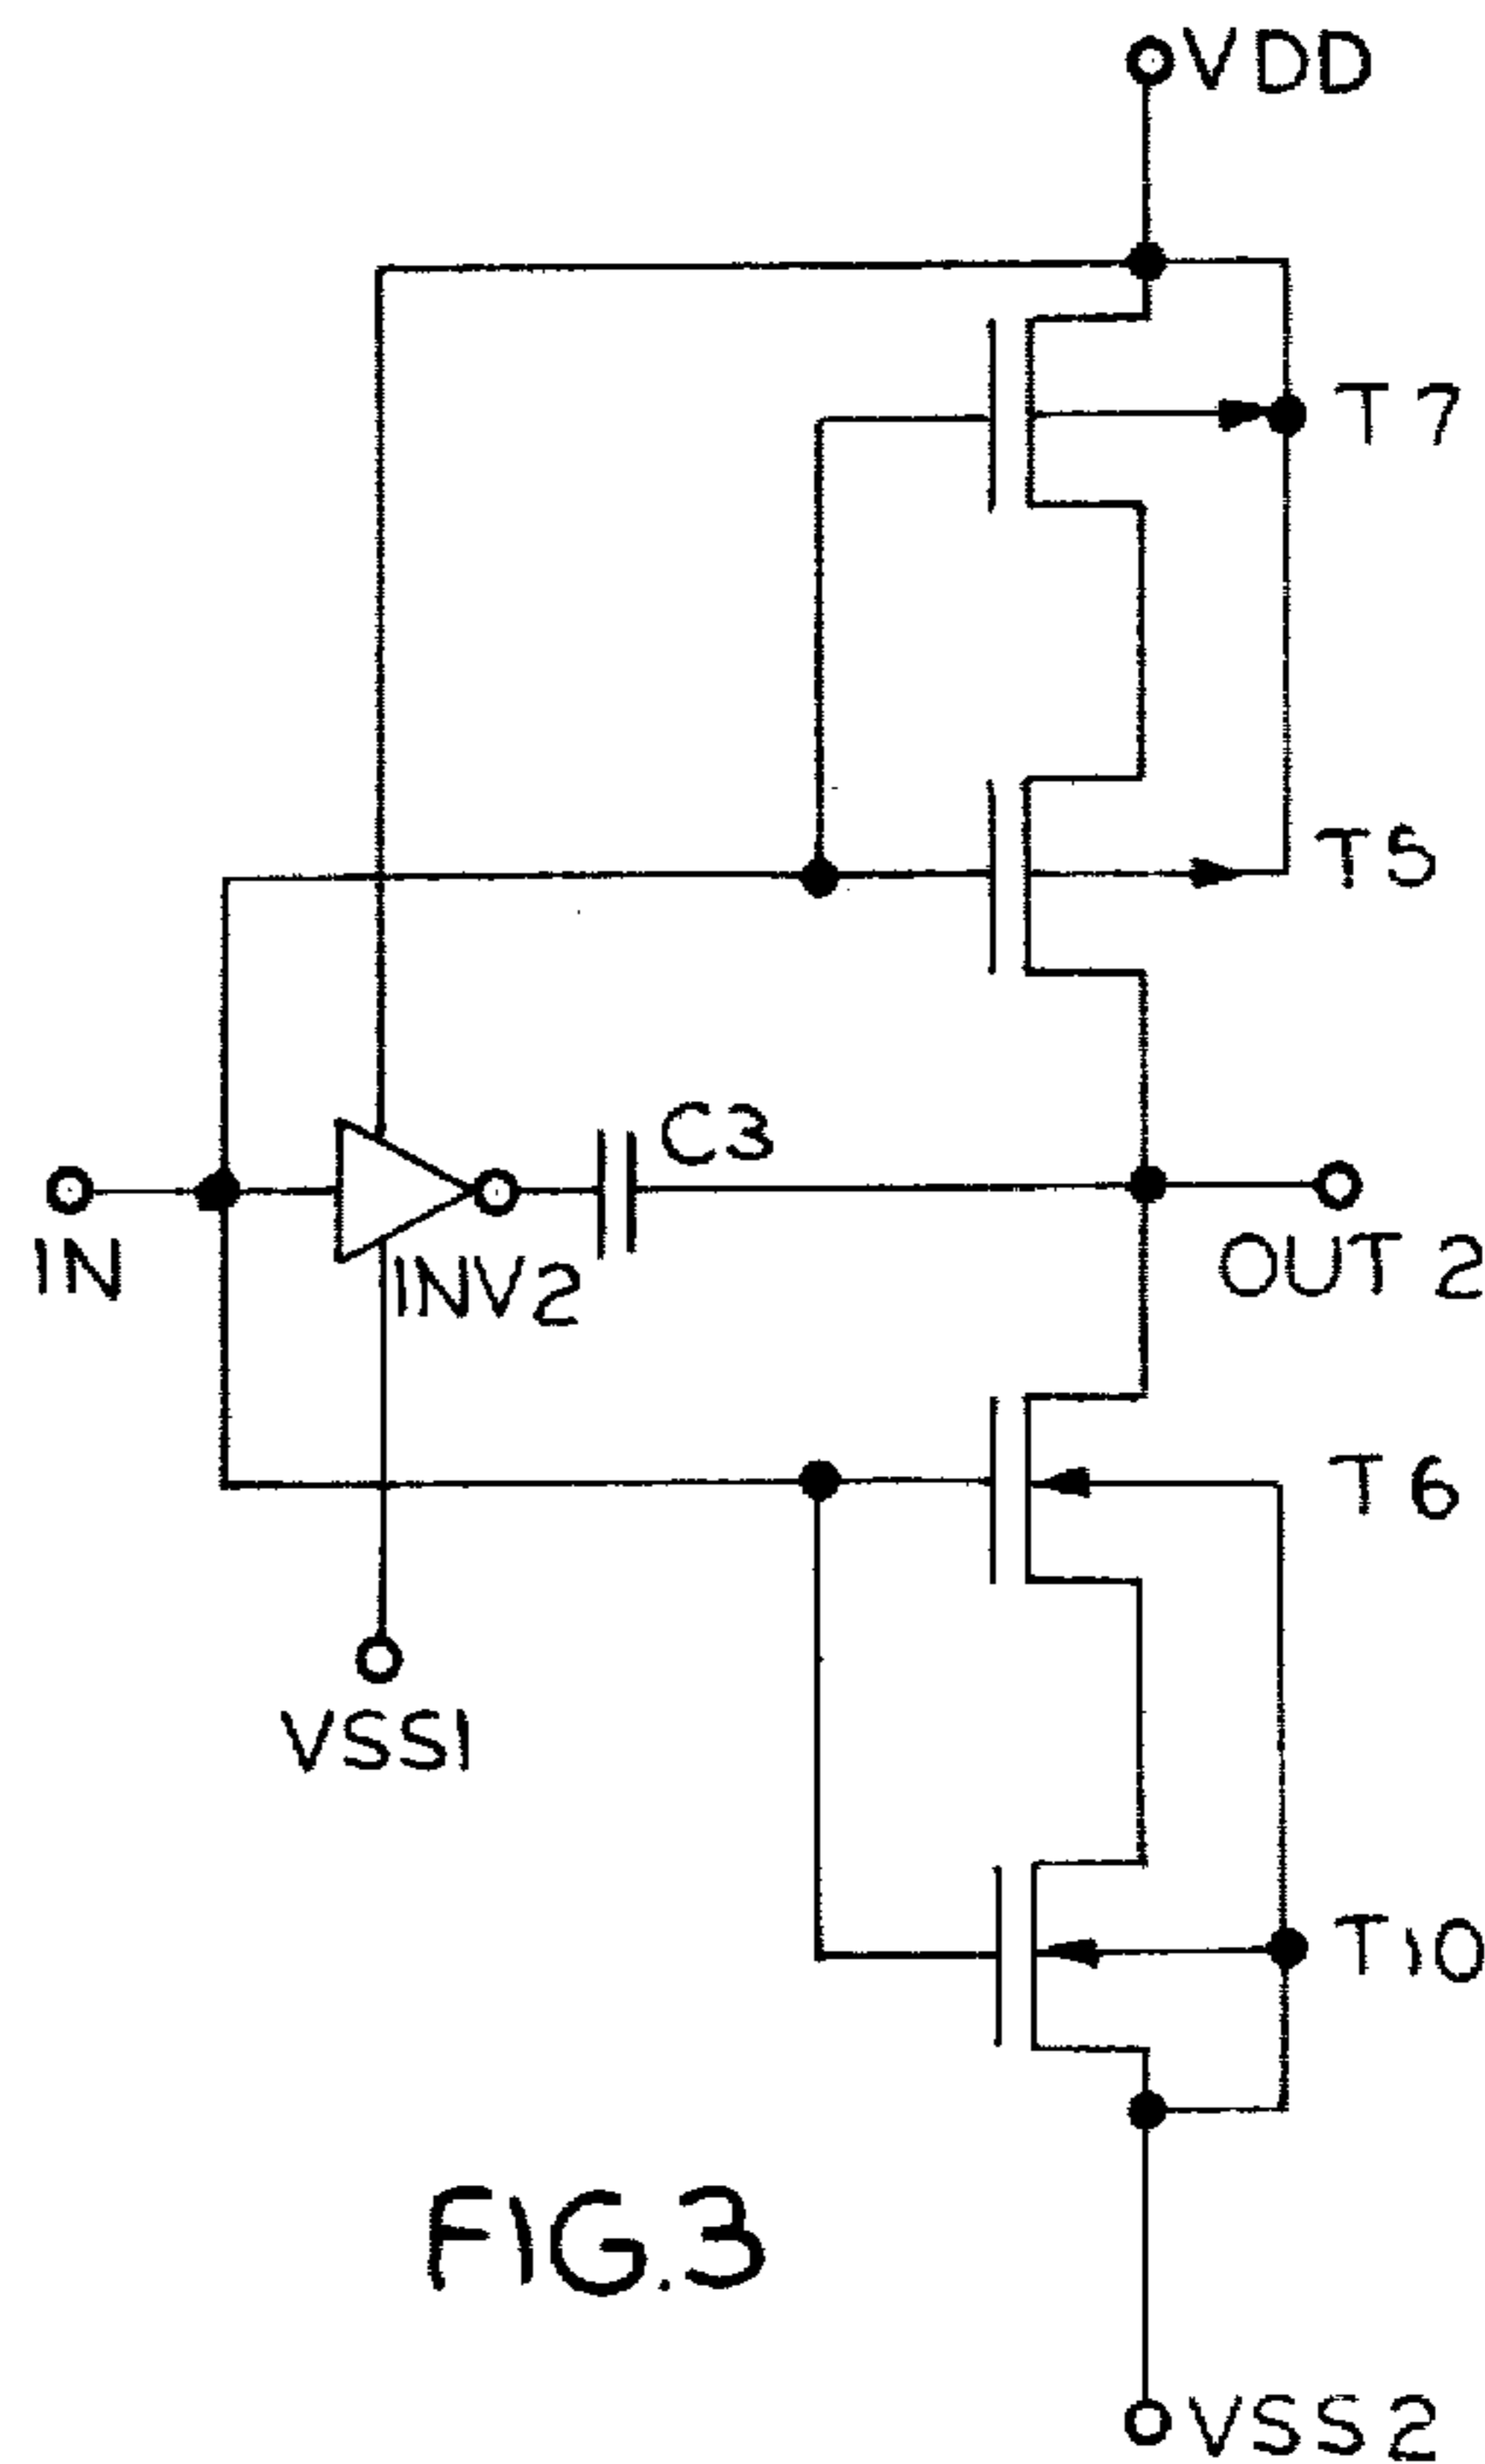 VDD
T7
T5
C3
IN
INV2
OUT 2
T6
VSS1
T10
FIG.3
VSS2